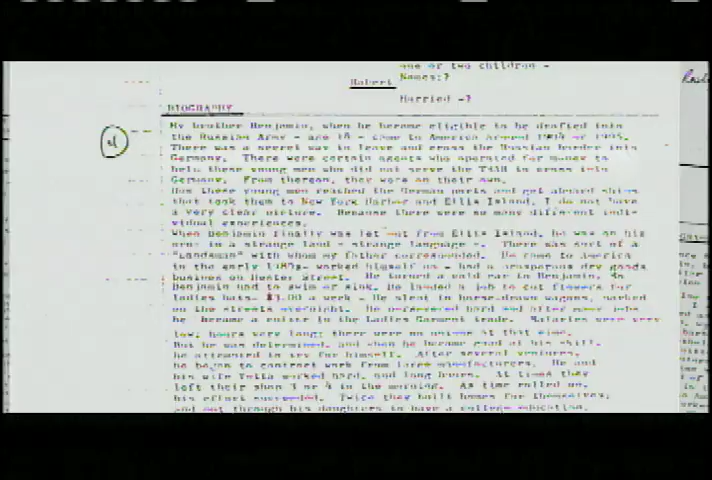 one or two children -
Names:?
Robert
Married -?
BIOGRAPHY
My brother Benjamin, when he became eligible to be drafted into
the Russian Army - age 18 - came to America around 1904 or 1905.
There was a secret way to leave and cross the Russian border into
Germany. There were certain agents who operated for money to
help these young men who did not serve the TSAR to cross into
Germany. From thereon, they were on their own.
How these young men reached the German ports and get aboard ships
that took them to New York Harbor and Ellis Island, I do not have
a very clear picture. Because there were so many different indi-
vidual experiences.
When Benjamin finally was let out from Ellis Island, he was on his
own in a strange land - strange language - There was sort of a
"Landsman" with whom my father corresponded. He came to America
in the early 1880s worked himself up - had a prosperous dry goods
business on Hester Street. He turned a cold ear to Benjamin. So
Benjamin had to swim or sink. He landed a job to cut flowers for
ladies hats. $3.00 a week - He slept in horse-drawn wagons, parked
on the streets overnight. He persevered hard and after many jobs
he became a cutter in the Ladies Garment trade. Salaries were very
low, hours very long; there were no unions at that time.
But he was determined, and when he became good at his skill,
he attempted to try for himself. After several ventures,
he began to contract work from large manufacturers. He and
his wife Yetta worked hard, and long hours. At times they
left their shop 3 or 4 in the morning. As time rolled on,
his effort succeeded. Twice they built homes for themselves;
and put through his daughters to have a college education.